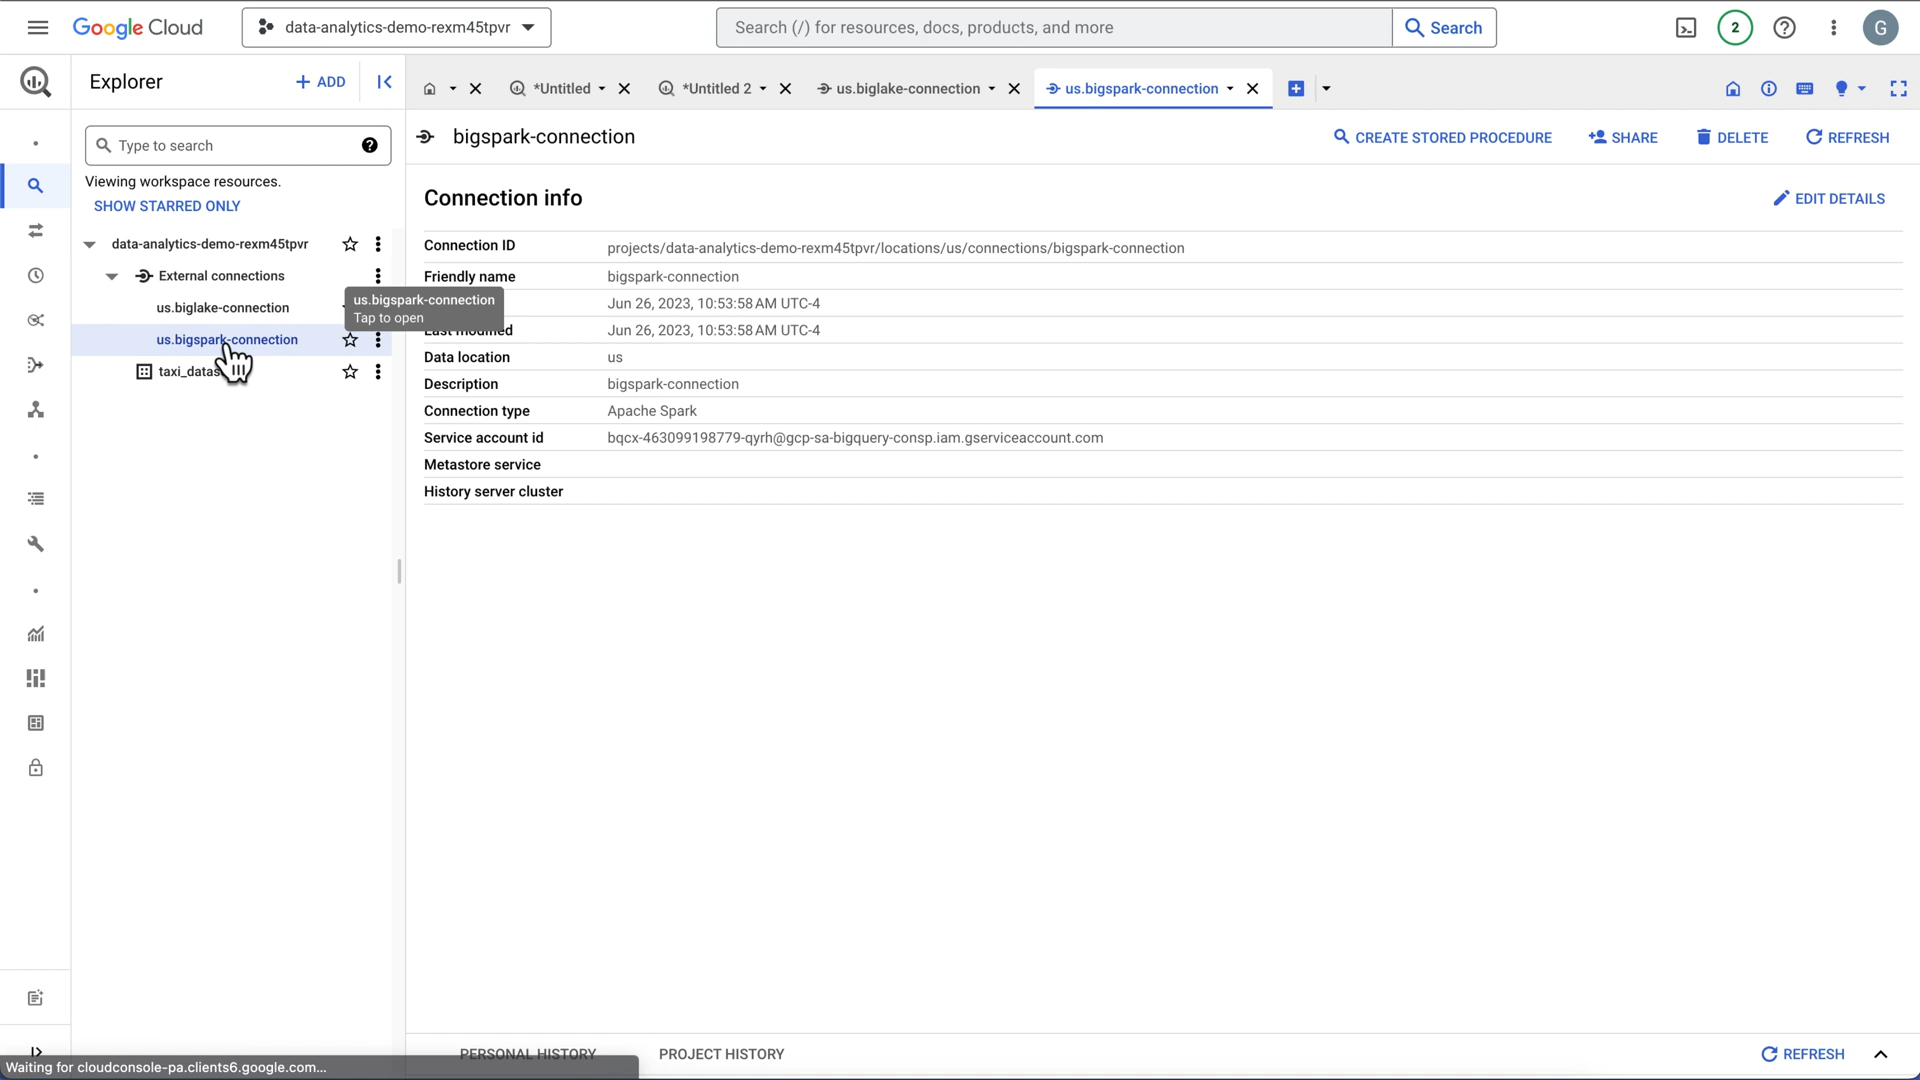 Google Cloud
data-analytics-demo-rexm45tpvr
Search (/) for resources, docs, products, and more
Search
2
G
Explorer
+ ADD
*Untitled
*Untitled 2
us.biglake-connection
us.bigspark-connection
Type to search
bigspark-connection
CREATE STORED PROCEDURE
SHARE
DELETE
REFRESH
Viewing workspace resources.
SHOW STARRED ONLY
data-analytics-demo-rexm45tpvr
External connections
us.biglake-connection
us.bigspark-connection
us.bigspark-connection
Tap to open
Connection info
EDIT DETAILS
Connection ID projects/data-analytics-demo-rexm45tpvr/locations/us/connections/bigspark-connection
Friendly name bigspark-connection
Jun 26, 2023, 10:53:58 AM UTC-4
Last modified Jun 26, 2023, 10:53:58 AM UTC-4
Data location us
Description bigspark-connection
Connection type Apache Spark
Service account id bqcx-463099198779-qyrh@gcp-sa-bigquery-consp.iam.gserviceaccount.com
Metastore service
History server cluster
PERSONAL HISTORY
PROJECT HISTORY
REFRESH
Waiting for cloudconsole-pa.clients6.google.com...